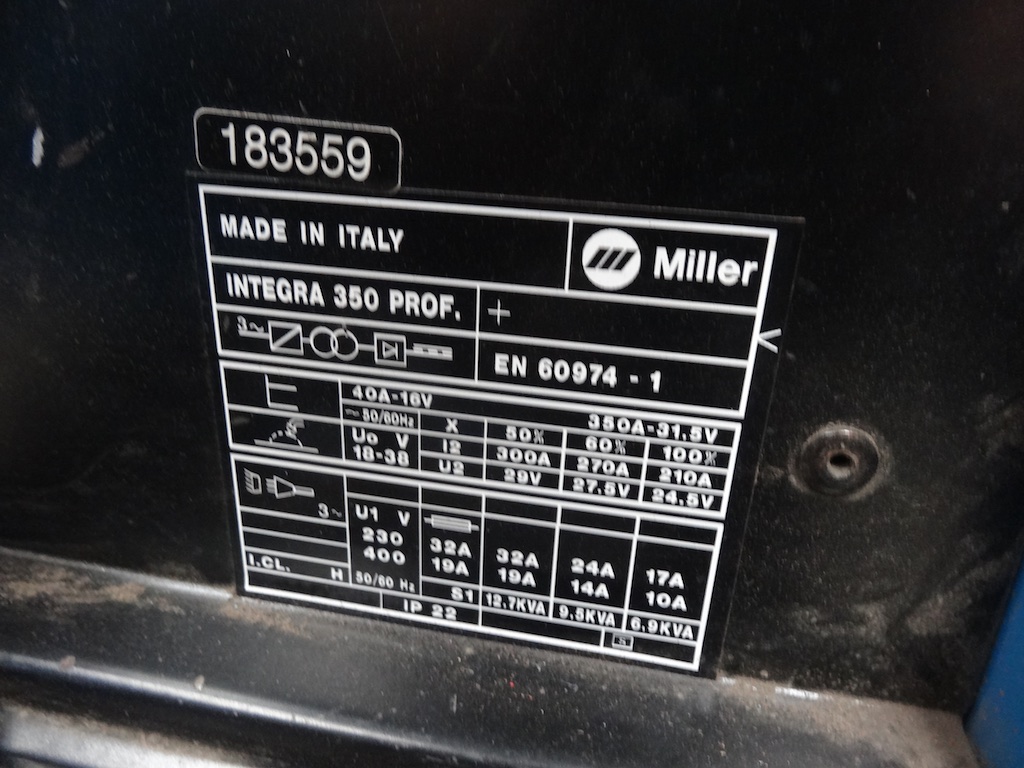 183559
MADE IN ITALY
Miller
INTEGRA 350 PROF.
+
3~
EN 60974 - 1
40A-16V
350A-31,5V
~ 50/60Hz X 50% 60% 100%
Uo V I2 300A 270A 210A
18-38 U2 29V 27.5V 24.5V
3~
U1 V
230 32A 32A 24A 17A
400 19A 19A 14A 10A
I.CL. H 50/60 Hz S1 12.7KVA 9,5KVA 6,9KVA
IP 22